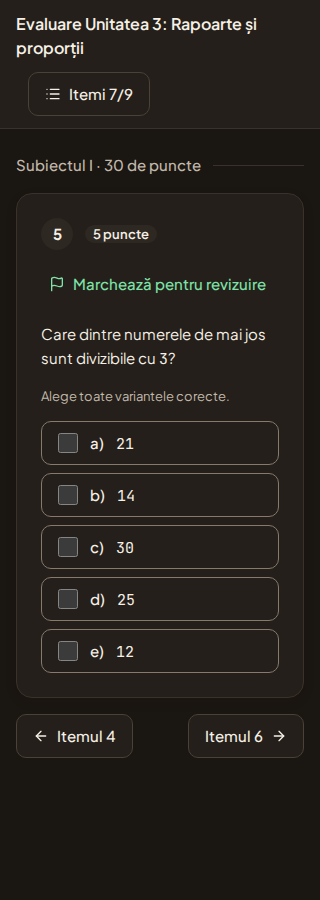 Evaluare Unitatea 3: Rapoarte și
proporții
Itemi 7/9
Subiectul I · 30 de puncte
5 5 puncte
Marchează pentru revizuire
Care dintre numerele de mai jos
sunt divizibile cu 3?
Alege toate variantele corecte.
a) 21
b) 14
c) 30
d) 25
e) 12
← Itemul 4 Itemul 6 →